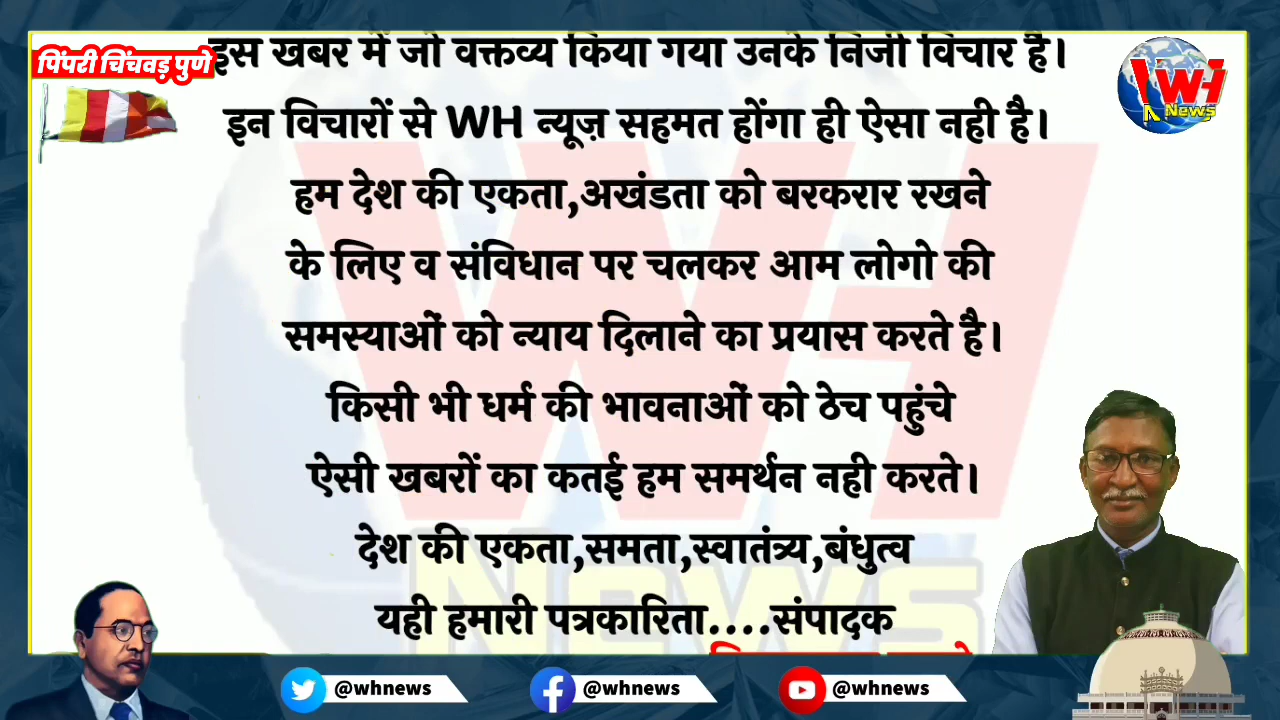 पिंपरी चिंचवड़ पुणे
इस खबर में जो वक्तव्य किया गया उनके निजी विचार है।
इन विचारों से WH न्यूज़ सहमत होंगा ही ऐसा नही है।
हम देश की एकता,अखंडता को बरकरार रखने
के लिए व संविधान पर चलकर आम लोगो की
समस्याओं को न्याय दिलाने का प्रयास करते है।
किसी भी धर्म की भावनाओं को ठेच पहुंचे
ऐसी खबरों का कतई हम समर्थन नही करते।
देश की एकता,समता,स्वातंत्र्य,बंधुत्व
यही हमारी पत्रकारिता....संपादक
WH
News
WH
News
@whnews
@whnews
@whnews